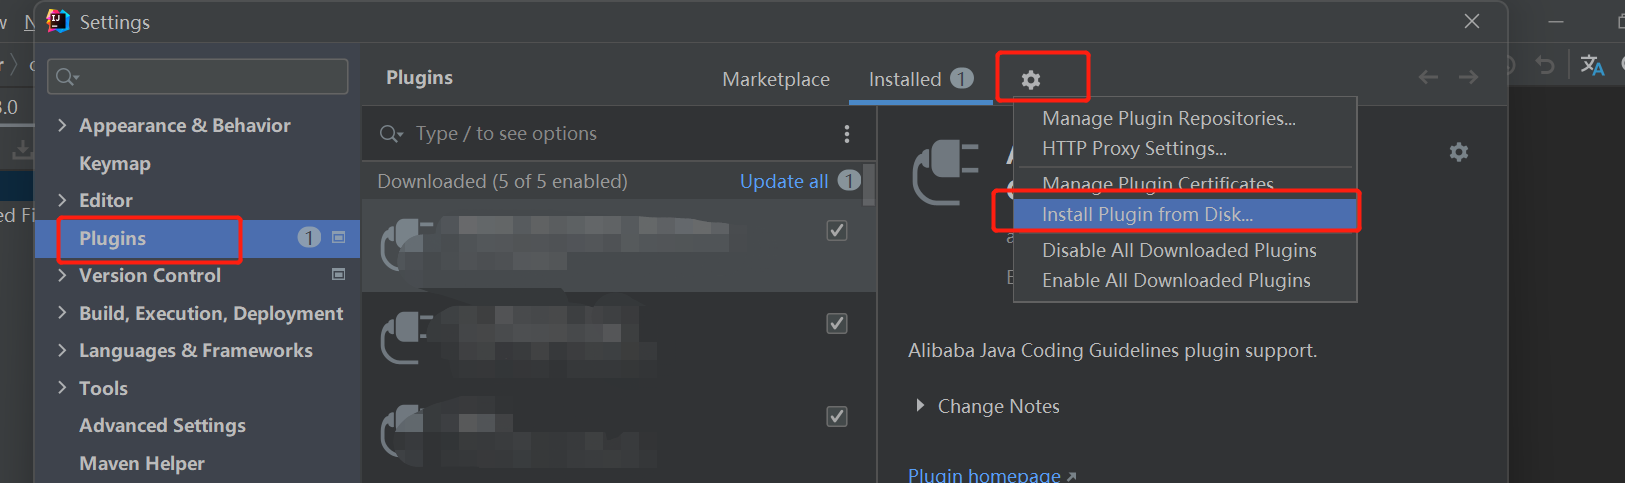 Settings
Plugins
Marketplace
Installed 1
Type / to see options
Downloaded (5 of 5 enabled)
Update all 1
Appearance & Behavior
Keymap
Editor
Plugins 1
Version Control
Build, Execution, Deployment
Languages & Frameworks
Tools
Advanced Settings
Maven Helper
Manage Plugin Repositories...
HTTP Proxy Settings...
Manage Plugin Certificates
Install Plugin from Disk...
Disable All Downloaded Plugins
Enable All Downloaded Plugins
Alibaba Java Coding Guidelines plugin support.
Change Notes
Plugin homepage